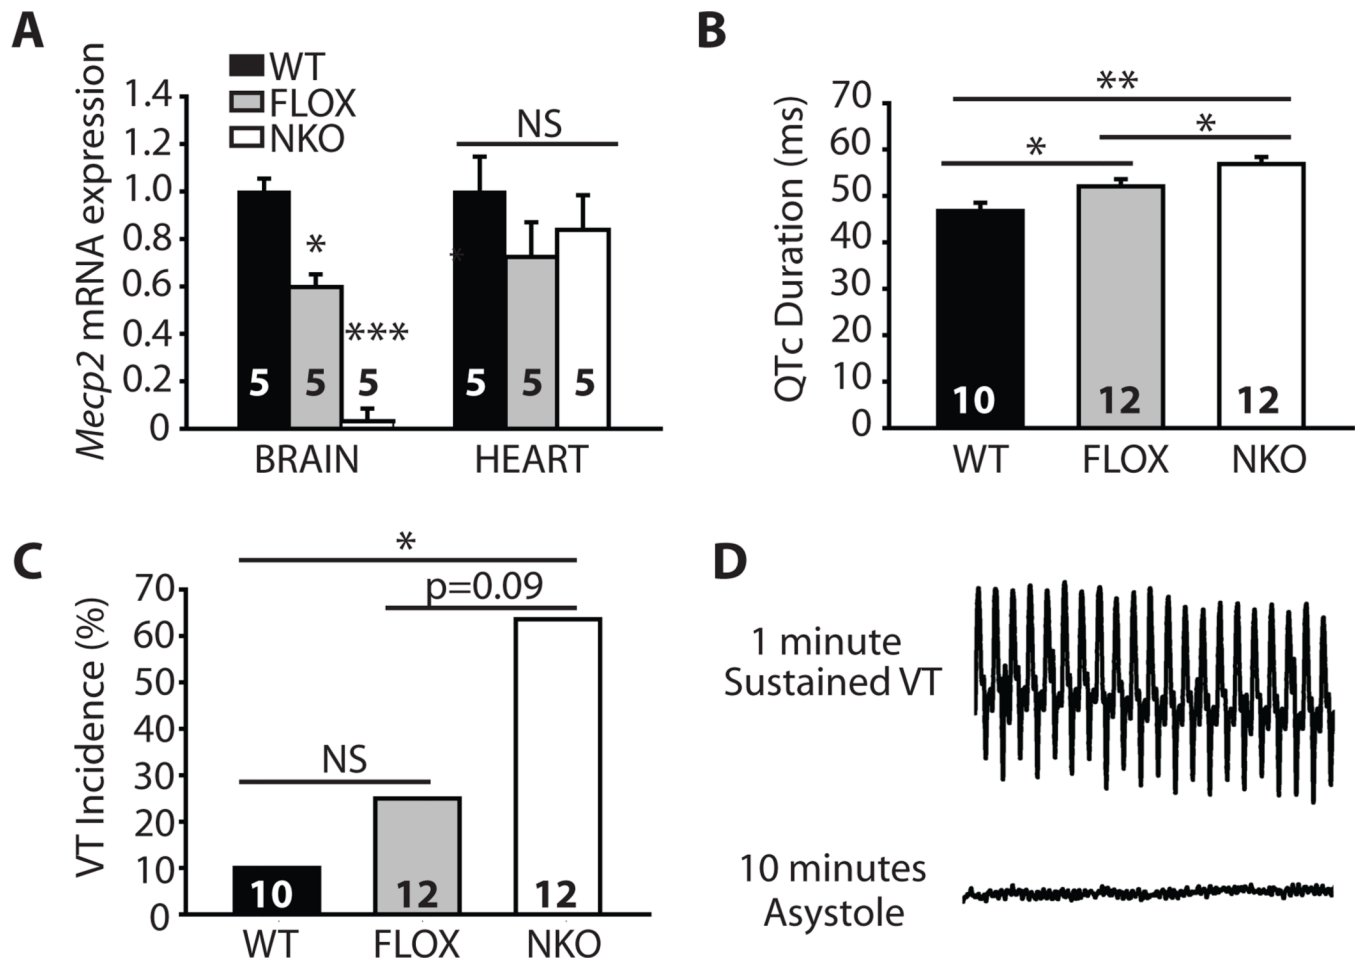 A
WT
FLOX
NKO
Mecp2 mRNA expression
1.4
1.2
1.0
0.8
0.6
0.4
0.2
0
*
***
NS
*
5
5
5
5
5
5
BRAIN
HEART
B
QTc Duration (ms)
70
60
50
40
30
20
10
0
**
*
*
10
12
12
WT
FLOX
NKO
C
VT Incidence (%)
70
60
50
40
30
20
10
0
*
p=0.09
NS
10
12
12
WT
FLOX
NKO
D
1 minute
Sustained VT
10 minutes
Asystole